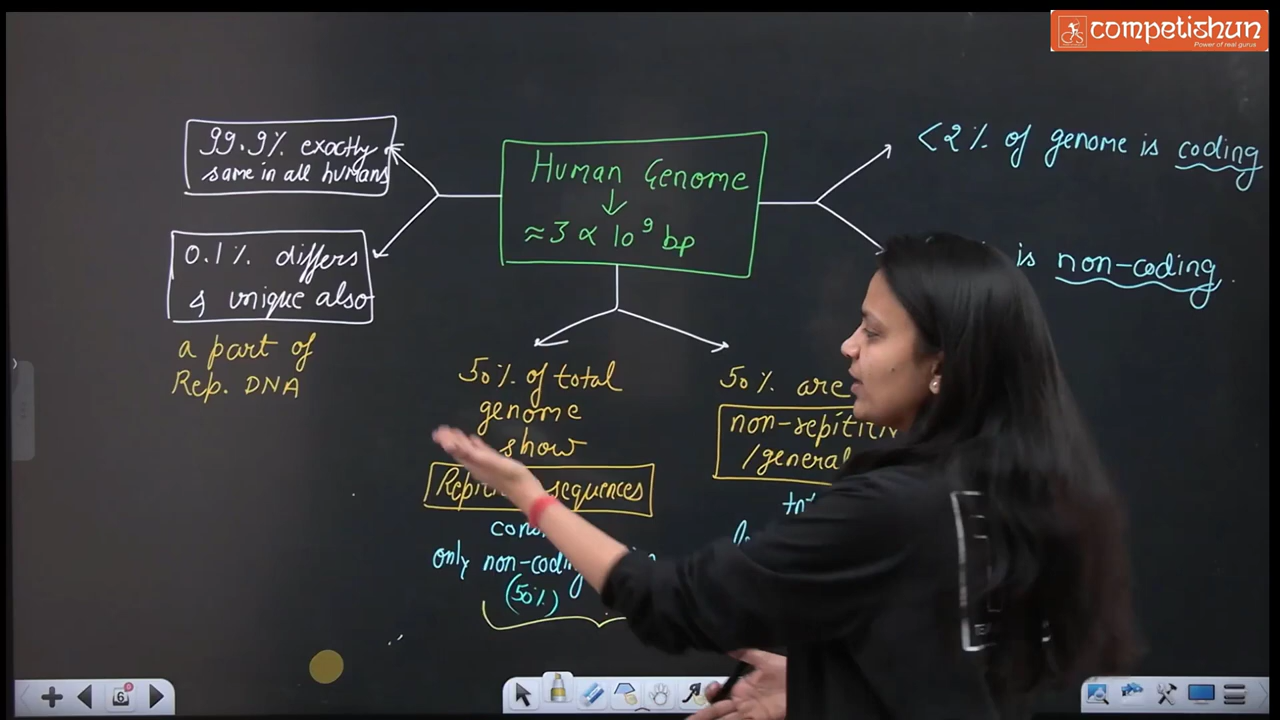 competishun
Power of real gurus
99.9% exactly
same in all humans
0.1% differs
& unique also
a part of
Rep. DNA
Human Genome
↓
≈3 × 10⁹ bp
<2% of genome is coding
is non-coding.
50% of total
genome
show
sequences
only non-coding
(50%)
50% are
/general
6